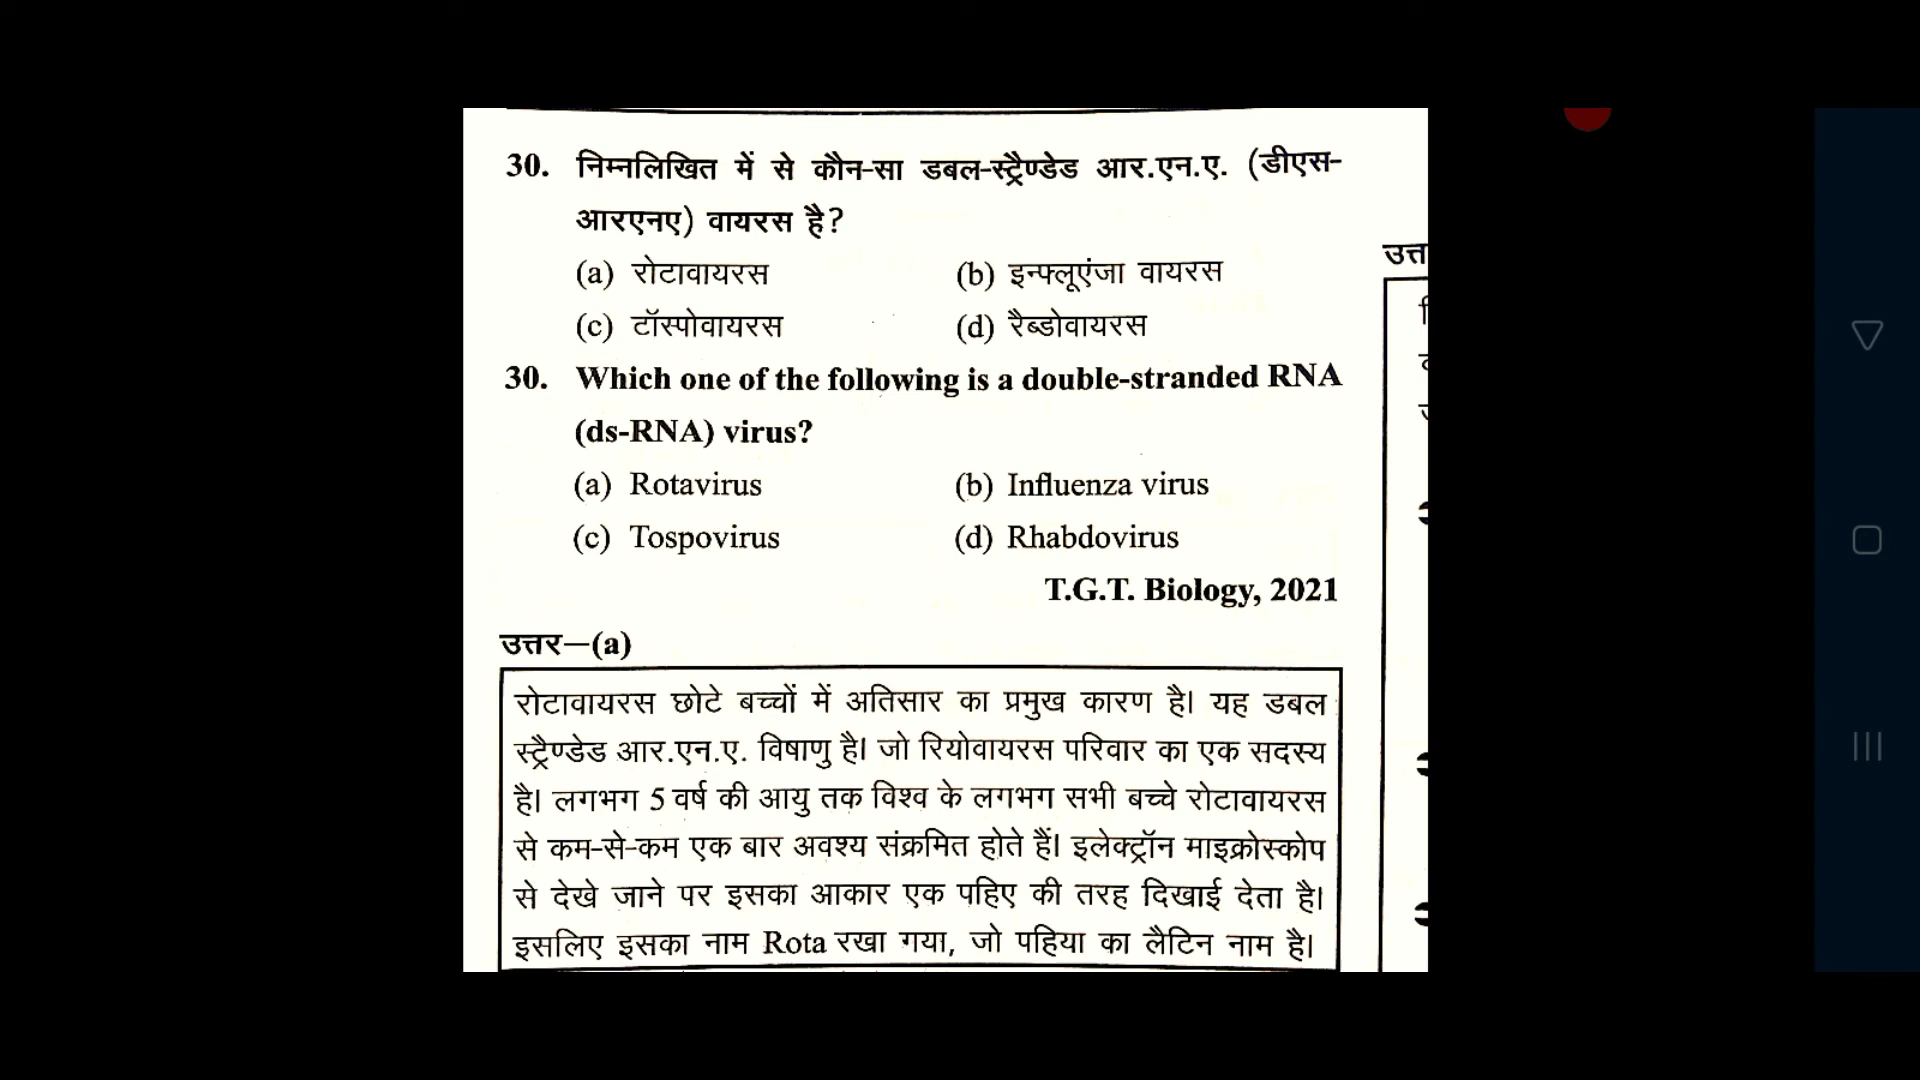 30. निम्नलिखित में से कौन-सा डबल-स्ट्रैण्डेड आर.एन.ए. (डीएस-
आरएनए) वायरस है?
(a) रोटावायरस (b) इन्फ्लूएंजा वायरस
(c) टॉस्पोवायरस (d) रैब्डोवायरस
30. Which one of the following is a double-stranded RNA
(ds-RNA) virus?
(a) Rotavirus (b) Influenza virus
(c) Tospovirus (d) Rhabdovirus
T.G.T. Biology, 2021
उत्तर—(a)
रोटावायरस छोटे बच्चों में अतिसार का प्रमुख कारण है। यह डबल
स्ट्रैण्डेड आर.एन.ए. विषाणु है। जो रियोवायरस परिवार का एक सदस्य
है। लगभग 5 वर्ष की आयु तक विश्व के लगभग सभी बच्चे रोटावायरस
से कम-से-कम एक बार अवश्य संक्रमित होते हैं। इलेक्ट्रॉन माइक्रोस्कोप
से देखे जाने पर इसका आकार एक पहिए की तरह दिखाई देता है।
इसलिए इसका नाम Rota रखा गया, जो पहिया का लैटिन नाम है।
उत्त